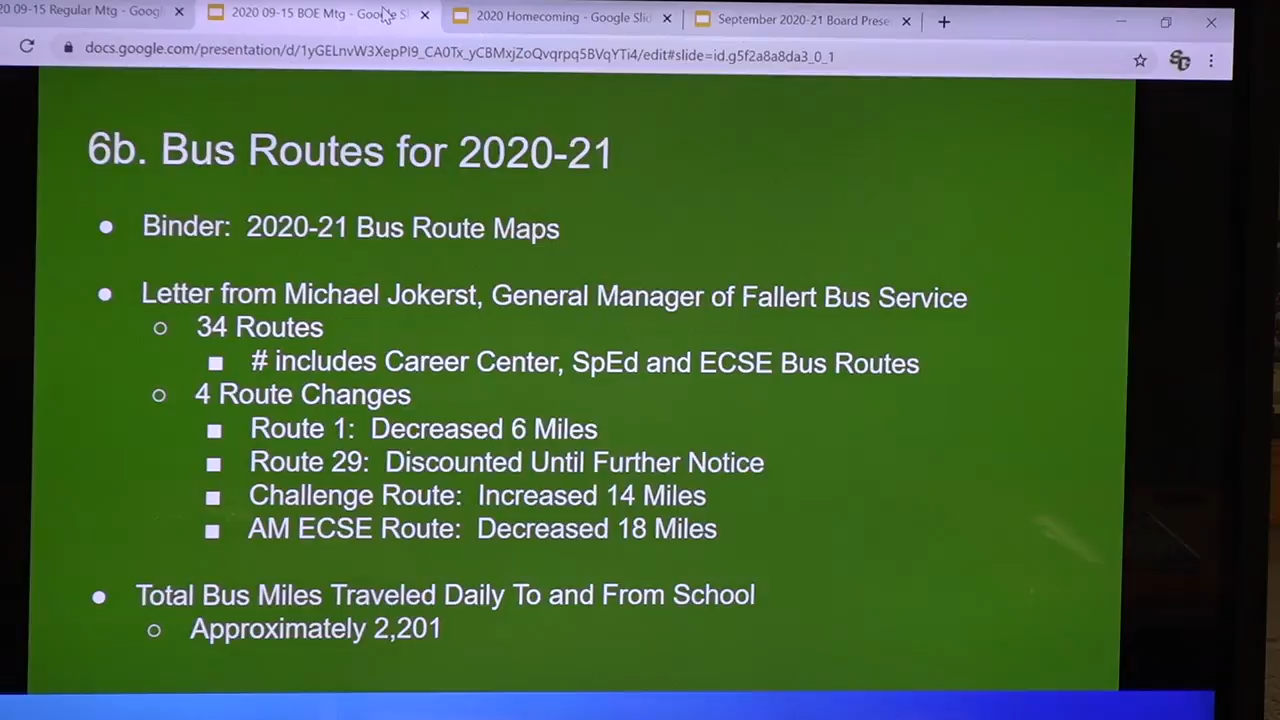 20 09-15 Regular Mtg - Goog
2020 09-15 BOE Mtg - Google Sl
2020 Homecoming - Google Slid
September 2020-21 Board Prese
docs.google.com/presentation/d/1yGELnvW3XepPI9_CA0Tx_yCBMxjZoQvqrpq5BVqYTi4/edit#slide=id.g5f2a8a8da3_0_1
6b. Bus Routes for 2020-21
Binder: 2020-21 Bus Route Maps
Letter from Michael Jokerst, General Manager of Fallert Bus Service
34 Routes
# includes Career Center, SpEd and ECSE Bus Routes
4 Route Changes
Route 1: Decreased 6 Miles
Route 29: Discounted Until Further Notice
Challenge Route: Increased 14 Miles
AM ECSE Route: Decreased 18 Miles
Total Bus Miles Traveled Daily To and From School
Approximately 2,201